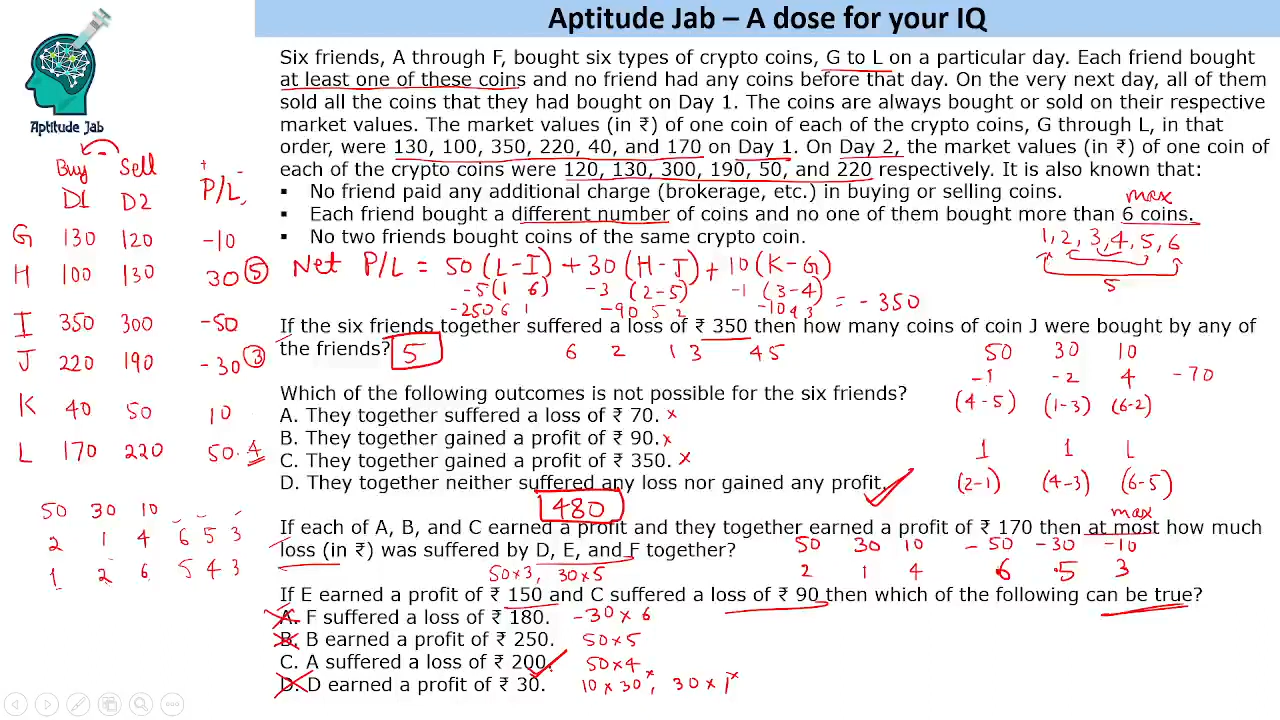 Aptitude Jab – A dose for your IQ
Aptitude Jab
Six friends, A through F, bought six types of crypto coins, G to L on a particular day. Each friend bought
at least one of these coins and no friend had any coins before that day. On the very next day, all of them
sold all the coins that they had bought on Day 1. The coins are always bought or sold on their respective
market values. The market values (in ₹) of one coin of each of the crypto coins, G through L, in that
order, were 130, 100, 350, 220, 40, and 170 on Day 1. On Day 2, the market values (in ₹) of one coin of
each of the crypto coins were 120, 130, 300, 190, 50, and 220 respectively. It is also known that:
▪ No friend paid any additional charge (brokerage, etc.) in buying or selling coins.
▪ Each friend bought a different number of coins and no one of them bought more than 6 coins.
▪ No two friends bought coins of the same crypto coin.
max
1, 2, 3, 4, 5, 6
5
Net P/L = 50 (L-I) + 30 (H-J) + 10 (K-G)
-5 (1 6) -3 (2-5) -1 (3-4)
-250 6 1 -90 5 2 -10 4 3 = -350
If the six friends together suffered a loss of ₹ 350 then how many coins of coin J were bought by any of
the friends? 5 6 2 1 3 4 5
Which of the following outcomes is not possible for the six friends?
A. They together suffered a loss of ₹ 70. ×
B. They together gained a profit of ₹ 90. ×
C. They together gained a profit of ₹ 350. ×
D. They together neither suffered any loss nor gained any profit.
50 30 10
-1 -2 4 -70
(4-5) (1-3) (6-2)
1 1 1
(2-1) (4-3) (6-5)
480
max
If each of A, B, and C earned a profit and they together earned a profit of ₹ 170 then at most how much
loss (in ₹) was suffered by D, E, and F together?
50 30 10 -50 -30 -10
2 1 4 6 5 3
50×3, 30×5
If E earned a profit of ₹ 150 and C suffered a loss of ₹ 90 then which of the following can be true?
A. F suffered a loss of ₹ 180. -30×6
B. B earned a profit of ₹ 250. 50×5
C. A suffered a loss of ₹ 200. 50×4
D. D earned a profit of ₹ 30. 10×30×, 30×1×
Buy - Sell + -
D1 D2 P/L
G 130 120 -10
H 100 130 30 5
I 350 300 -50
J 220 190 -30 3
K 40 50 10
L 170 220 50. 4
50 30 10 - - -
2 1 4 6 5 3
1 2 6 5 4 3